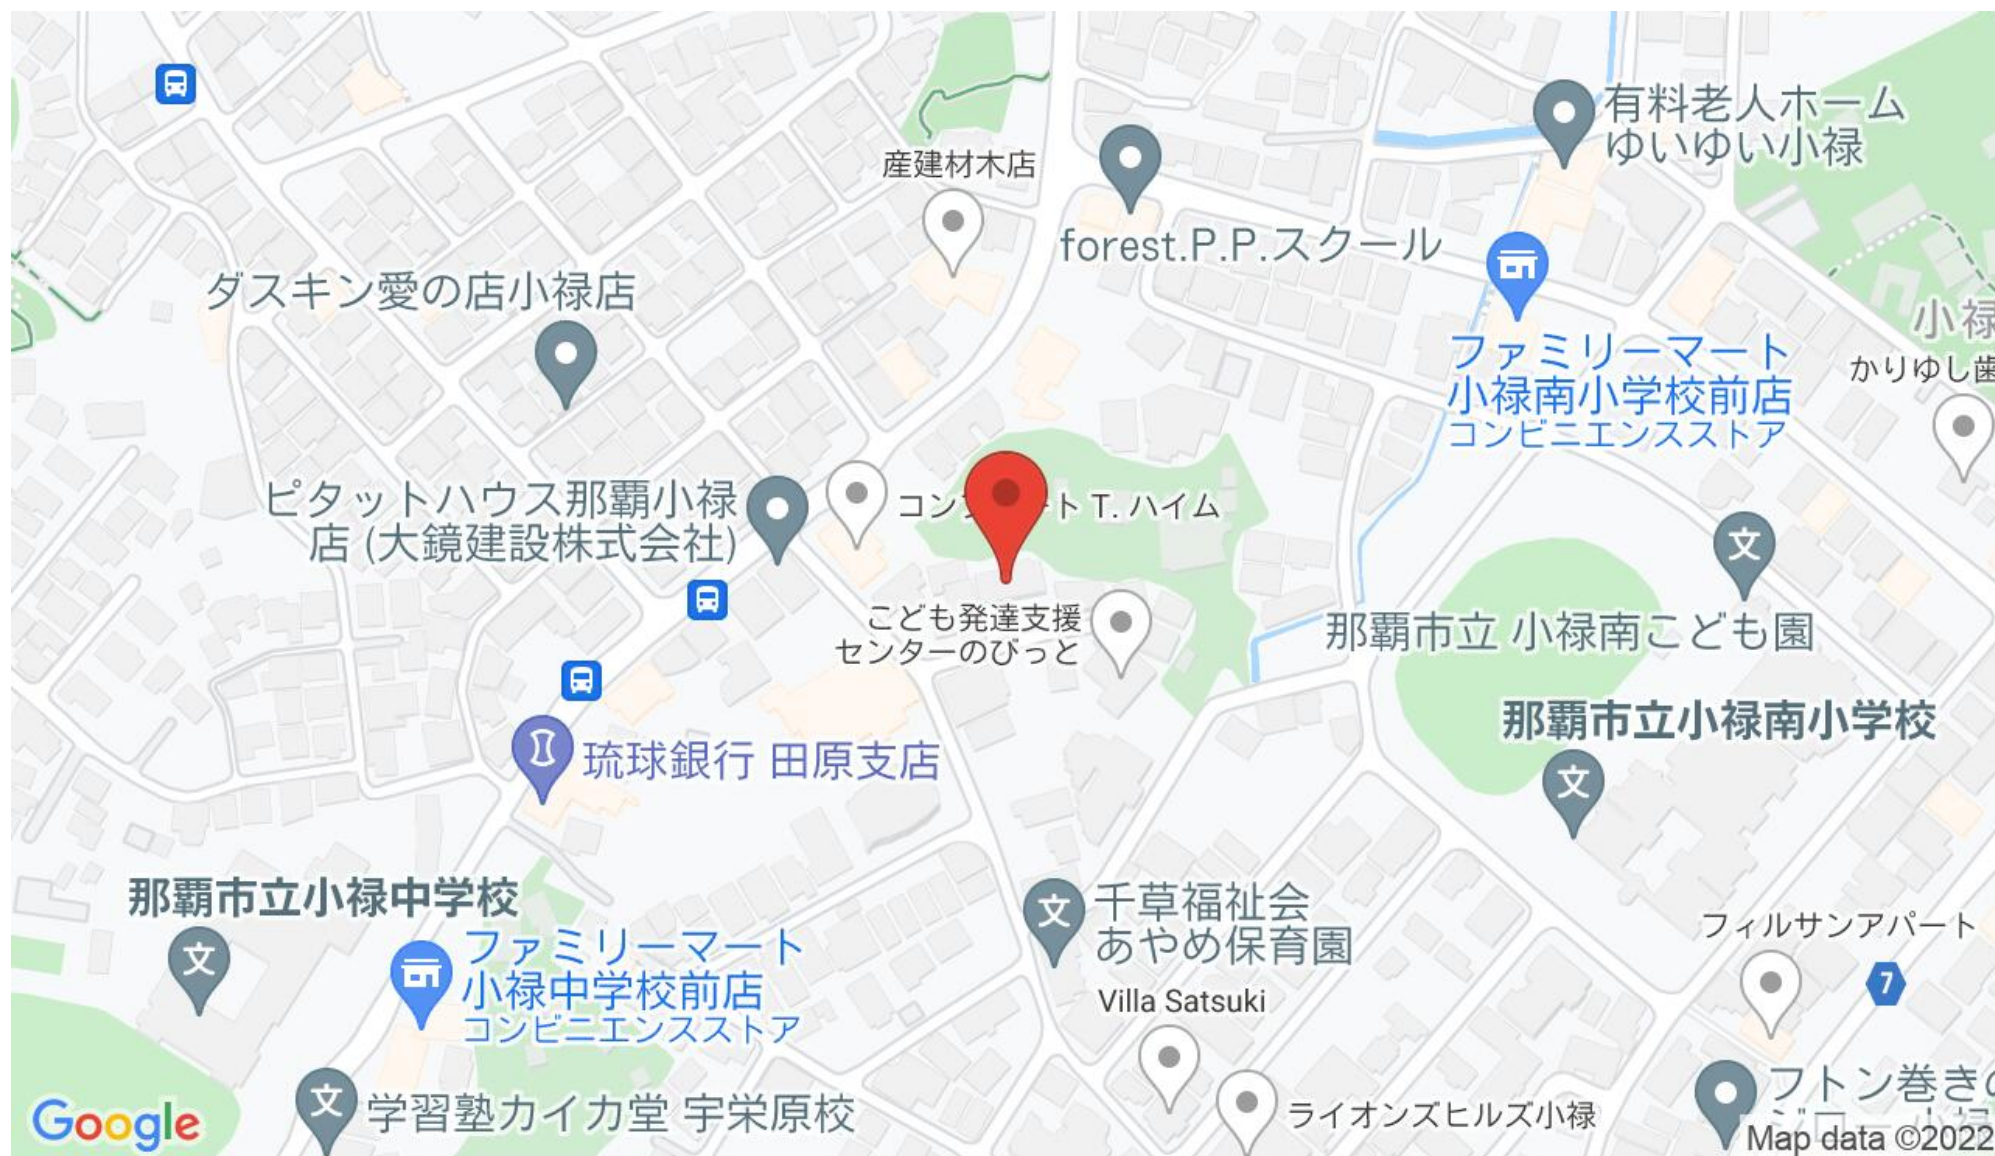 有料老人ホーム
ゆいゆい小禄
産建材木店
forest.P.P.スクール
ダスキン愛の店小禄店
小禄
ファミリーマート
小禄南小学校前店
コンビニエンスストア
かりゆし歯
ピタットハウス那覇小禄
店 (大鏡建設株式会社)
コン
ト T. ハイム
文
こども発達支援
センターのびっと
那覇市立 小禄南こども園
那覇市立小禄南小学校
文
琉球銀行 田原支店
那覇市立小禄中学校
文
文
千草福祉会
あやめ保育園
フィルサンアパート
ファミリーマート
小禄中学校前店
コンビニエンスストア
7
Villa Satsuki
文
学習塾カイカ堂 宇栄原校
ライオンズヒルズ小禄
フトン巻きの
Google
Map data ©2022